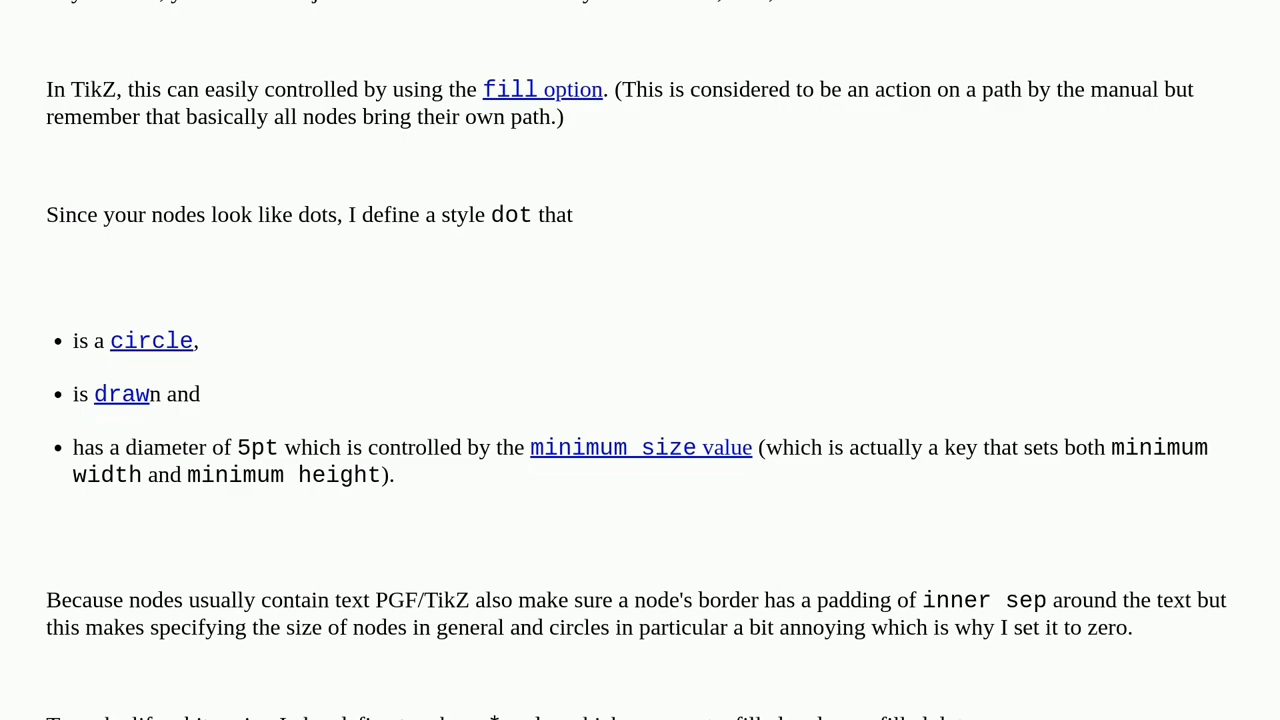 In TikZ, this can easily controlled by using the fill option. (This is considered to be an action on a path by the manual but
remember that basically all nodes bring their own path.)
Since your nodes look like dots, I define a style dot that
• is a circle,
• is drawn and
• has a diameter of 5pt which is controlled by the minimum size value (which is actually a key that sets both minimum
width and minimum height).
Because nodes usually contain text PGF/TikZ also make sure a node's border has a padding of inner sep around the text but
this makes specifying the size of nodes in general and circles in particular a bit annoying which is why I set it to zero.